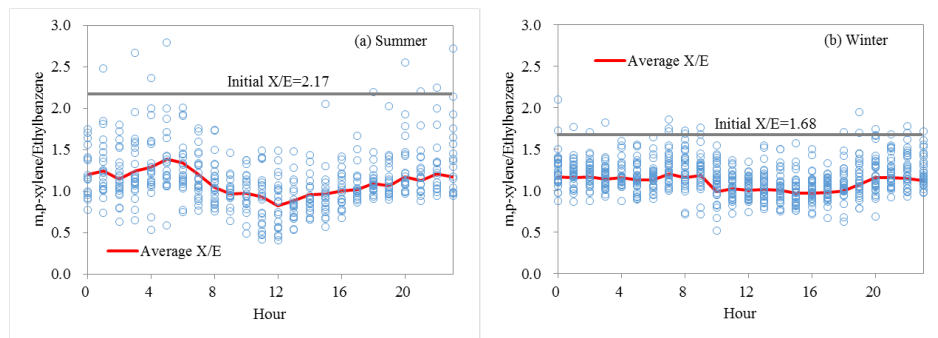 (a) Summer
Initial X/E=2.17
Average X/E
m,p-xylene/Ethylbenzene
3.0
2.5
2.0
1.5
1.0
0.5
0.0
0
4
8
12
16
20
Hour
(b) Winter
Average X/E
Initial X/E=1.68
m,p-xylene/Ethylbenzene
3.0
2.5
2.0
1.5
1.0
0.5
0.0
0
4
8
12
16
20
Hour